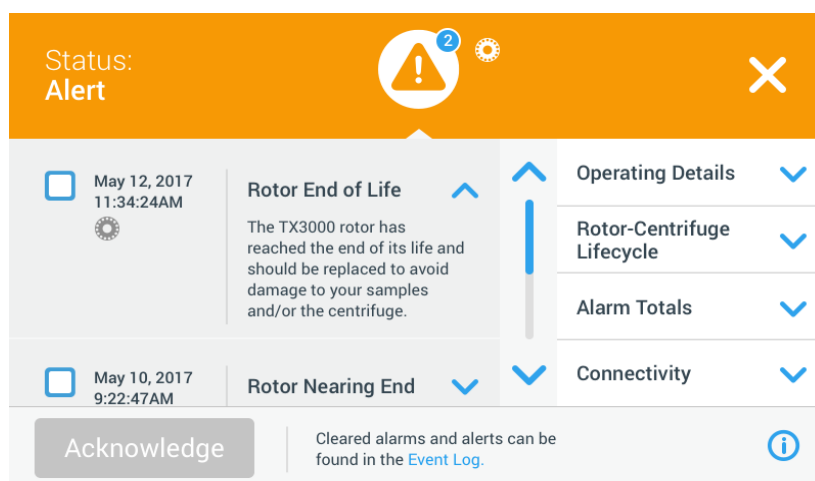 Status:
Alert
2
May 12, 2017
11:34:24AM
Rotor End of Life
The TX3000 rotor has
reached the end of its life and
should be replaced to avoid
damage to your samples
and/or the centrifuge.
May 10, 2017
9:22:47AM
Rotor Nearing End
Operating Details
Rotor-Centrifuge
Lifecycle
Alarm Totals
Connectivity
Acknowledge
Cleared alarms and alerts can be
found in the Event Log.